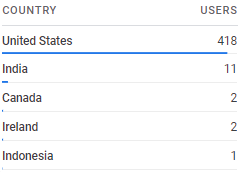 COUNTRY USERS
United States 418
India 11
Canada 2
Ireland 2
Indonesia 1